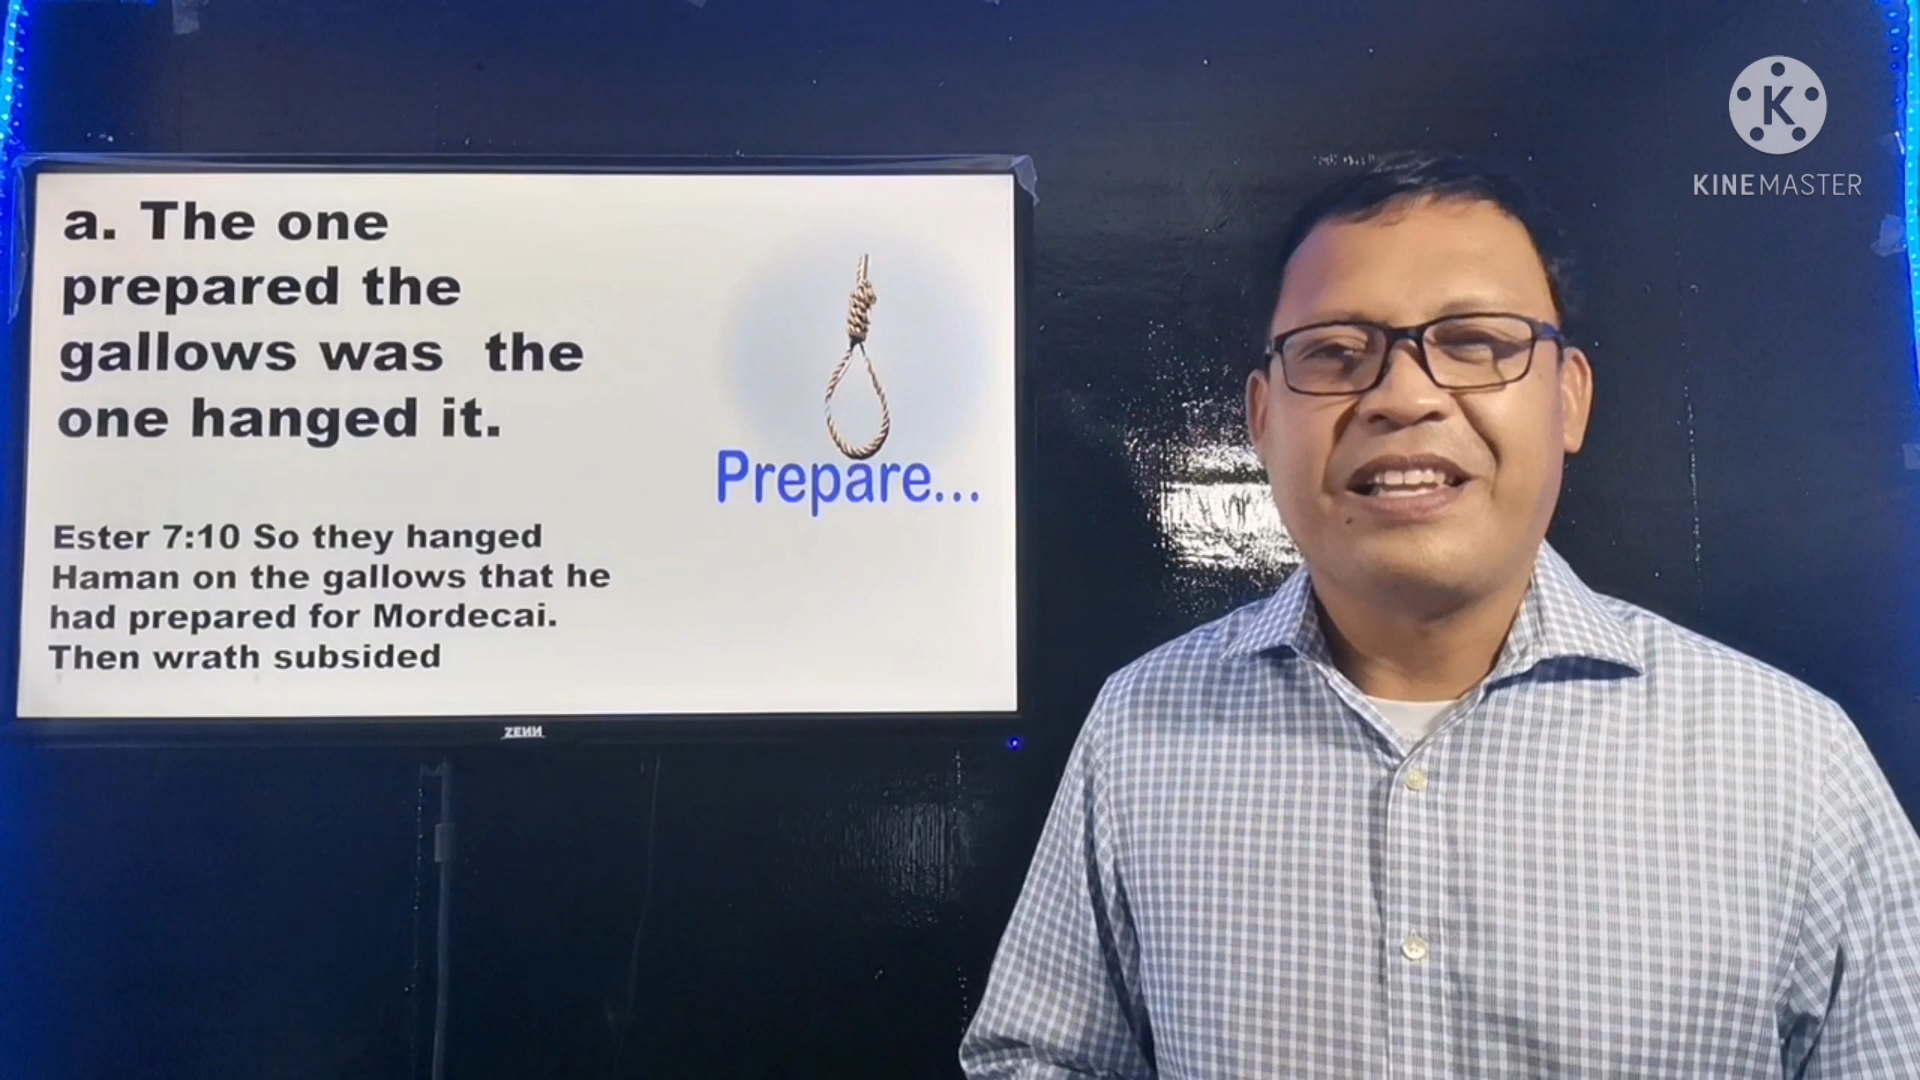 a. The one
prepared the
gallows was the
one hanged it.
Prepare...
Ester 7:10 So they hanged
Haman on the gallows that he
had prepared for Mordecai.
Then wrath subsided
ZENN
K
KINEMASTER